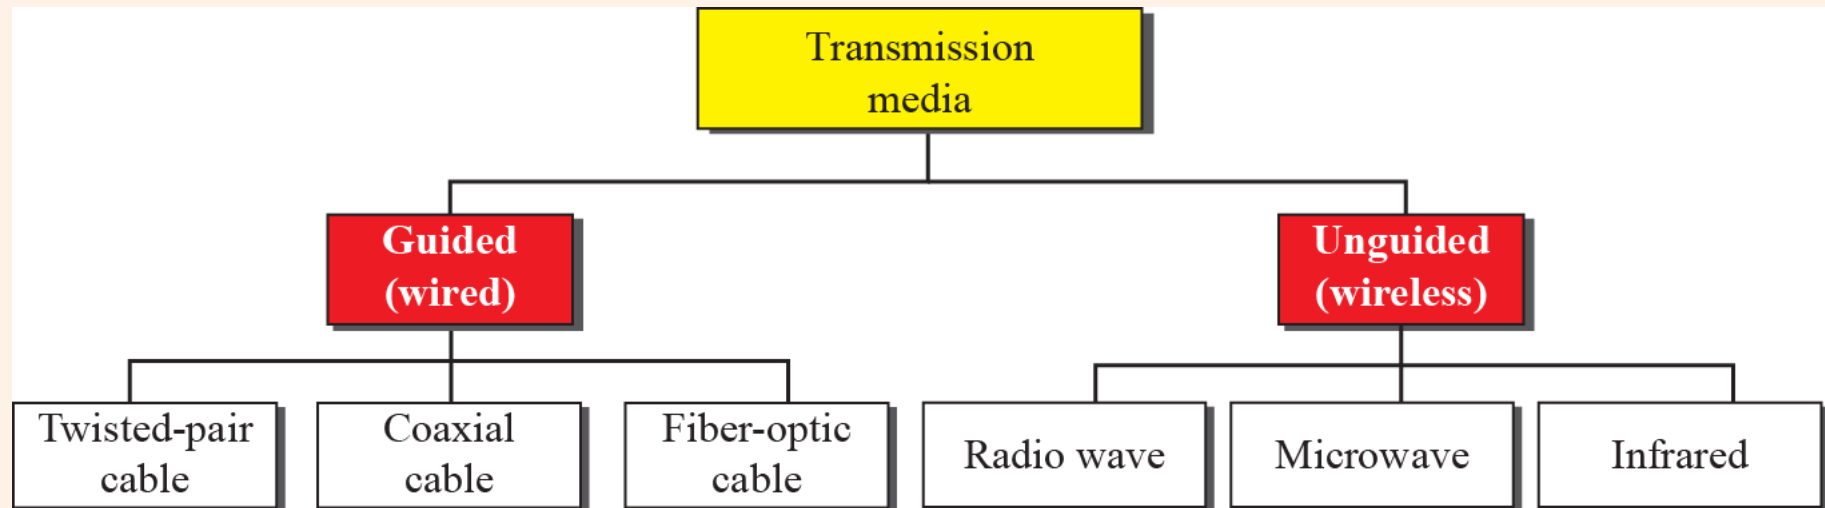 Transmission
media
Guided
(wired)
Unguided
(wireless)
Twisted-pair
cable
Coaxial
cable
Fiber-optic
cable
Radio wave
Microwave
Infrared